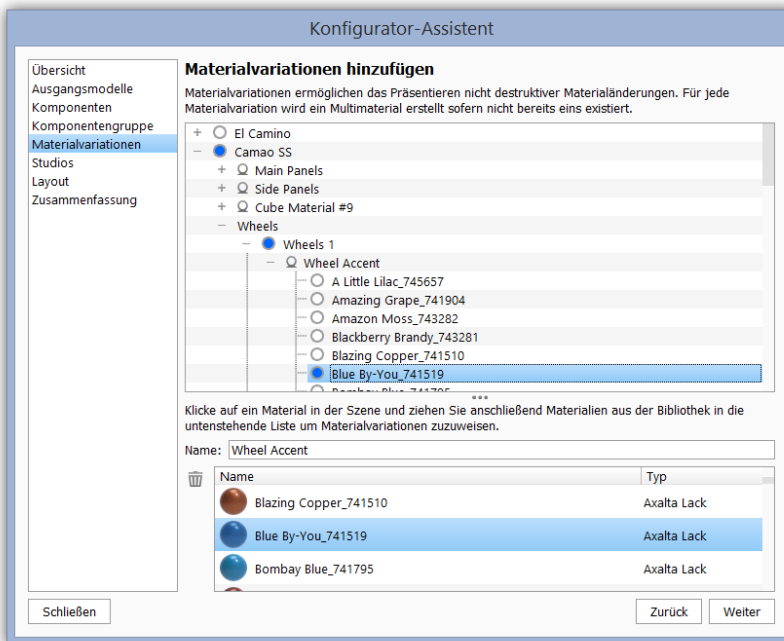 Konfigurator-Assistent
Übersicht
Ausgangsmodelle
Komponenten
Komponentengruppe
Materialvariationen
Studios
Layout
Zusammenfassung
Materialvariationen hinzufügen
Materialvariationen ermöglichen das Präsentieren nicht destruktiver Materialänderungen. Für jede
Materialvariation wird ein Multimaterial erstellt sofern nicht bereits eins existiert.
El Camino
Camao SS
Main Panels
Side Panels
Cube Material #9
Wheels
Wheels 1
Wheel Accent
A Little Lilac_745657
Amazing Grape_741904
Amazon Moss_743282
Blackberry Brandy_743281
Blazing Copper_741510
Blue By-You_741519
Bombay Blue_741795
Klicke auf ein Material in der Szene und ziehen Sie anschließend Materialien aus der Bibliothek in die
untenstehende Liste um Materialvariationen zuzuweisen.
Name: Wheel Accent
Name Typ
Blazing Copper_741510 Axalta Lack
Blue By-You_741519 Axalta Lack
Bombay Blue_741795 Axalta Lack
Schließen Zurück Weiter